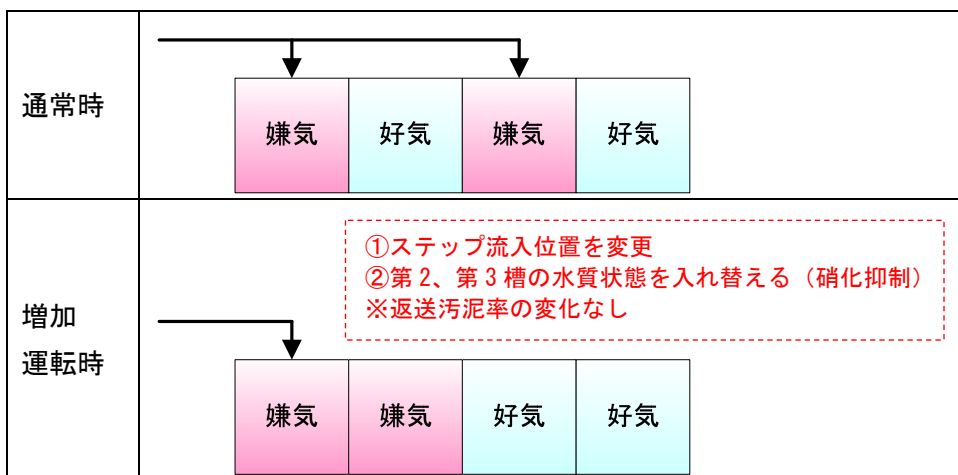 通常時
嫌気 好気 嫌気 好気
増加
運転時
①ステップ流入位置を変更
②第2、第3槽の水質状態を入れ替える（硝化抑制）
※返送汚泥率の変化なし
嫌気 嫌気 好気 好気